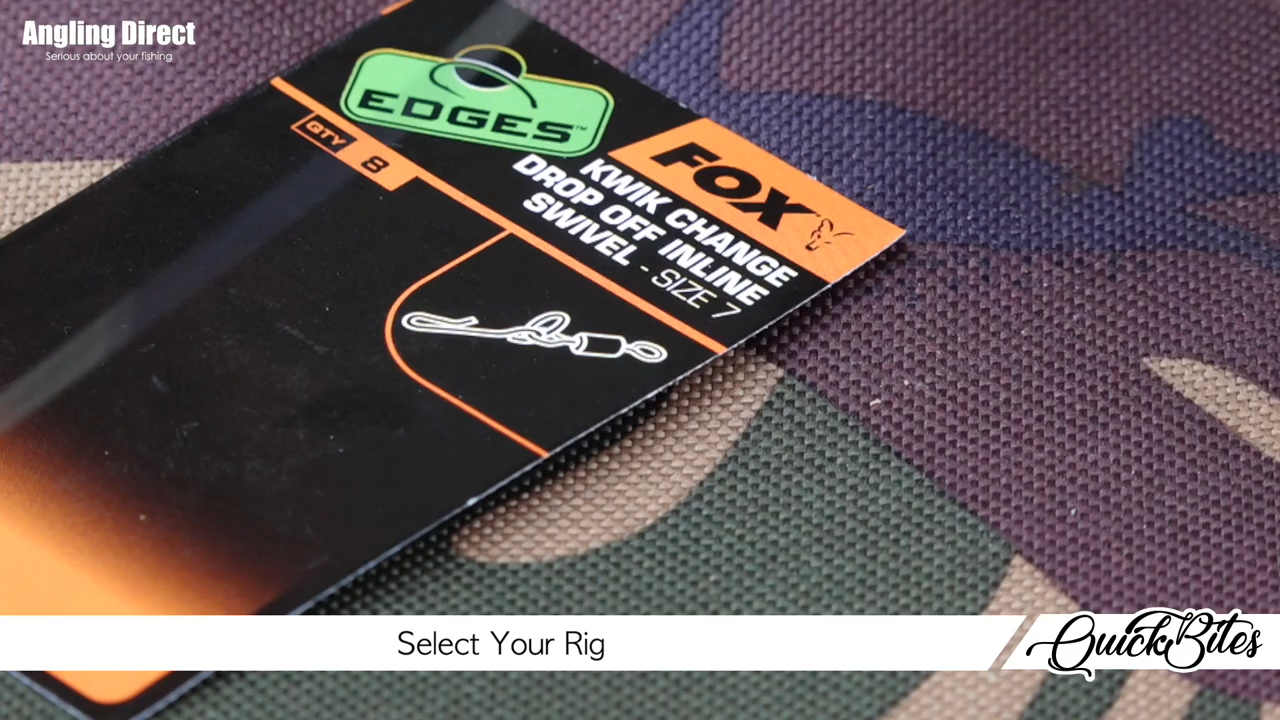 Angling Direct
Serious about your fishing
EDGES™
QTY 8
FOX
KWIK CHANGE
DROP OFF INLINE
SWIVEL - SIZE 7
Select Your Rig
QuickBites